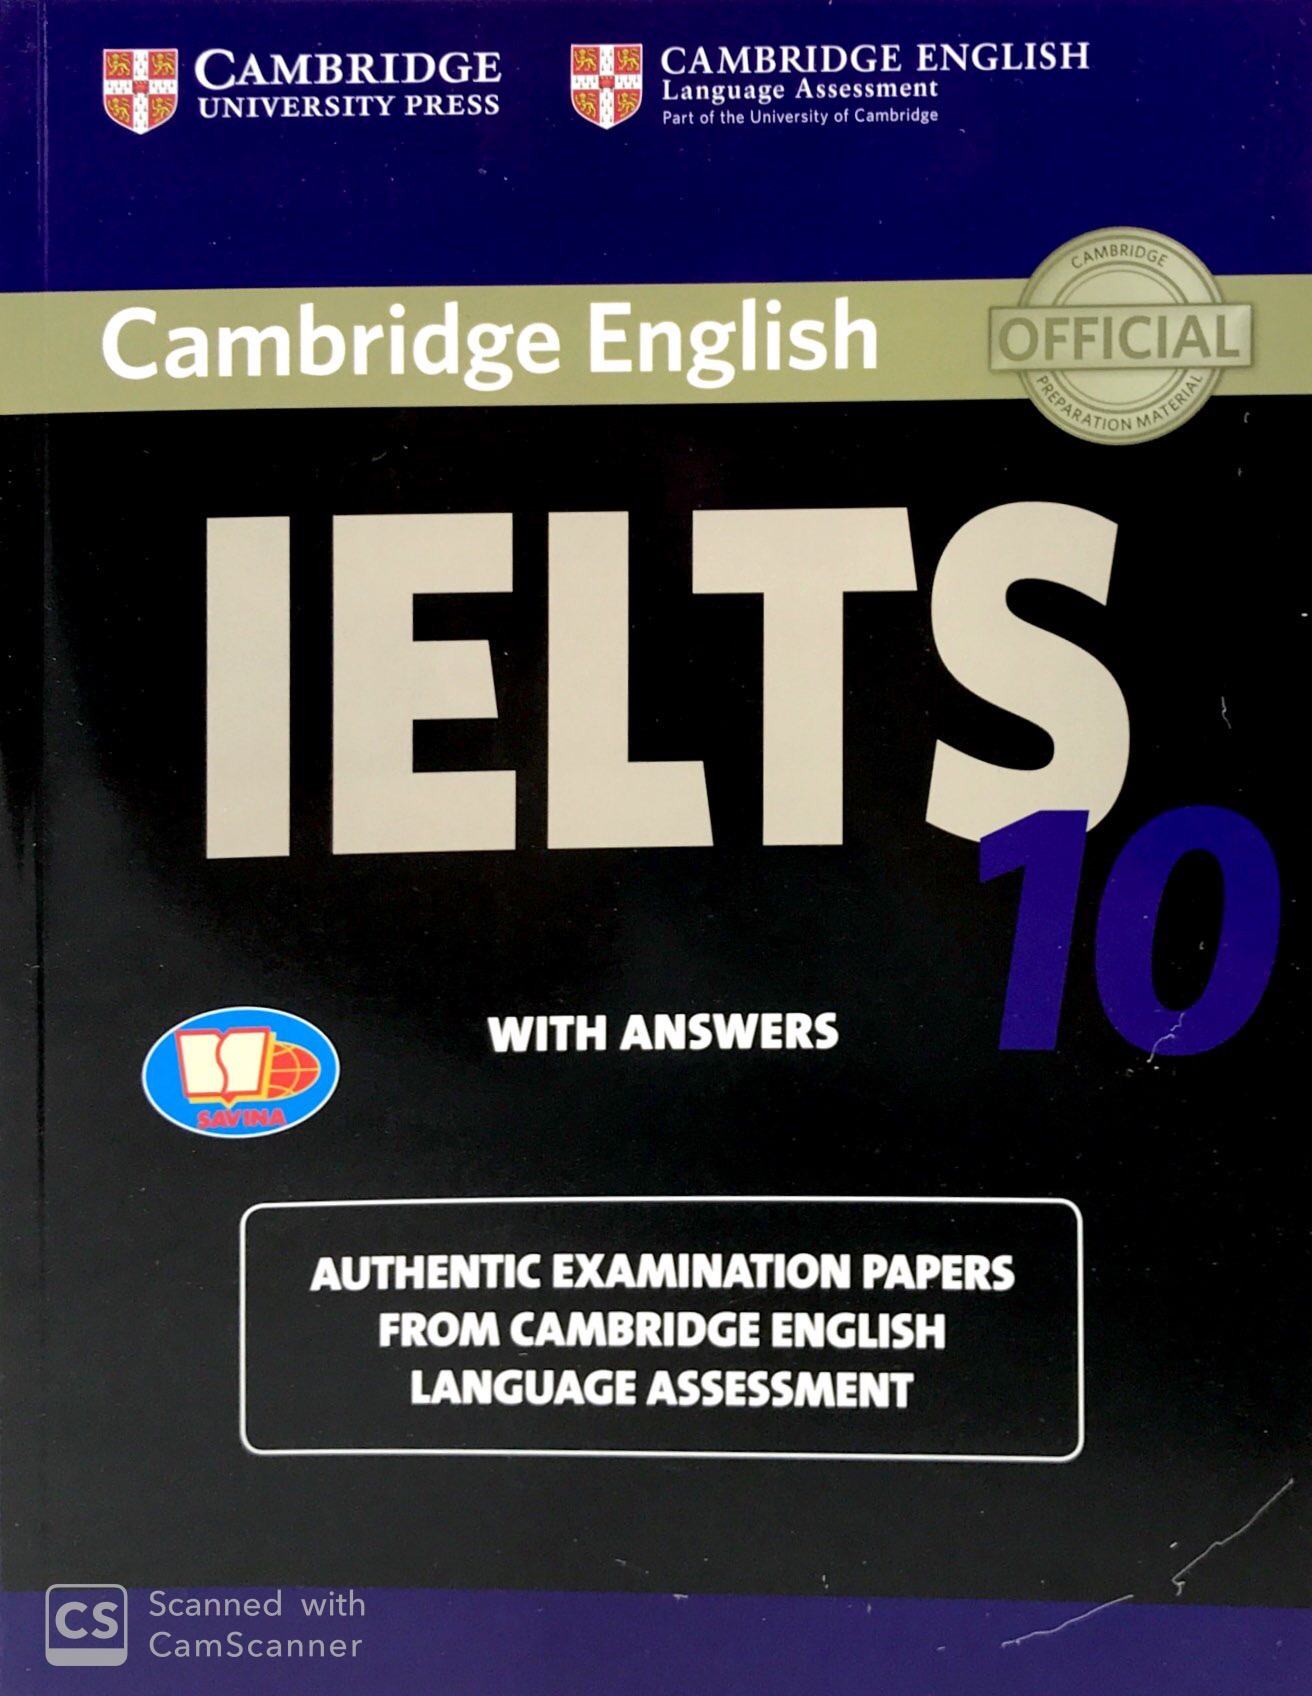 CAMBRIDGE
UNIVERSITY PRESS
CAMBRIDGE ENGLISH
Language Assessment
Part of the University of Cambridge
CAMBRIDGE
OFFICIAL
PREPARATION MATERIAL
Cambridge English
IELTS
10
WITH ANSWERS
SAVINA
AUTHENTIC EXAMINATION PAPERS
FROM CAMBRIDGE ENGLISH
LANGUAGE ASSESSMENT
CS
Scanned with
CamScanner